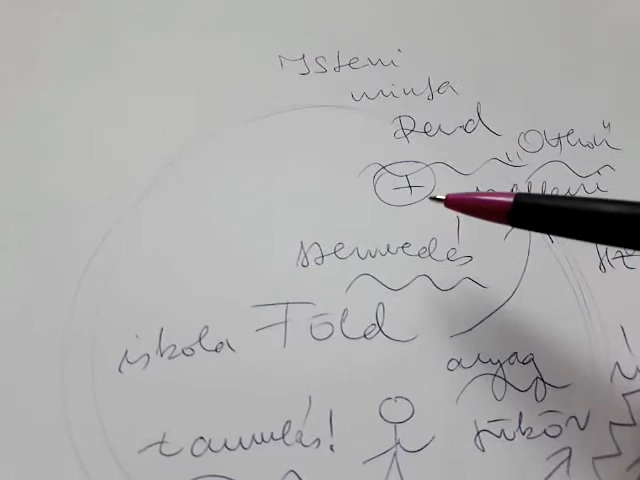 Isteni
minta
Rend
„Otthon"
+
szenvedés
iskola Föld
anyag
tanulás!
tükör